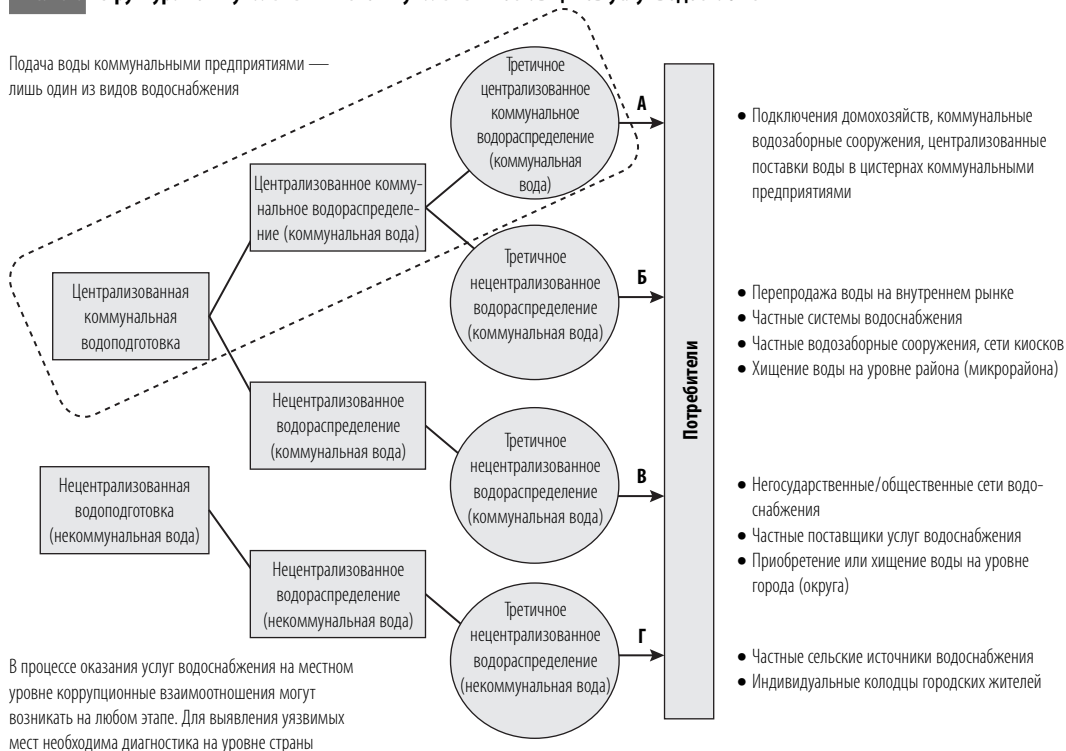 Подача воды коммунальными предприятиями —
лишь один из видов водоснабжения
Третичное
централизованное
коммунальное
водораспределение
(коммунальная
вода)
А
Централизованное комму-
нальное водораспределе-
ние (коммунальная вода)
Централизованная
коммунальная
водоподготовка
Третичное
нецентрализованное
водораспределение
(коммунальная вода)
Б
Нецентрализованное
водораспределение
(коммунальная вода)
Третичное
нецентрализованное
водораспределение
(коммунальная вода)
В
Нецентрализованная
водоподготовка
(некоммунальная вода)
Нецентрализованное
водораспределение
(некоммунальная вода)
Третичное
нецентрализованное
водораспределение
(некоммунальная вода)
Г
Потребители
● Подключения домохозяйств, коммунальные
водозаборные сооружения, централизованные
поставки воды в цистернах коммунальными
предприятиями
● Перепродажа воды на внутреннем рынке
● Частные системы водоснабжения
● Частные водозаборные сооружения, сети киосков
● Хищение воды на уровне района (микрорайона)
● Негосударственные/общественные сети водо-
снабжения
● Частные поставщики услуг водоснабжения
● Приобретение или хищение воды на уровне
города (округа)
● Частные сельские источники водоснабжения
● Индивидуальные колодцы городских жителей
В процессе оказания услуг водоснабжения на местном
уровне коррупционные взаимоотношения могут
возникать на любом этапе. Для выявления уязвимых
мест необходима диагностика на уровне страны